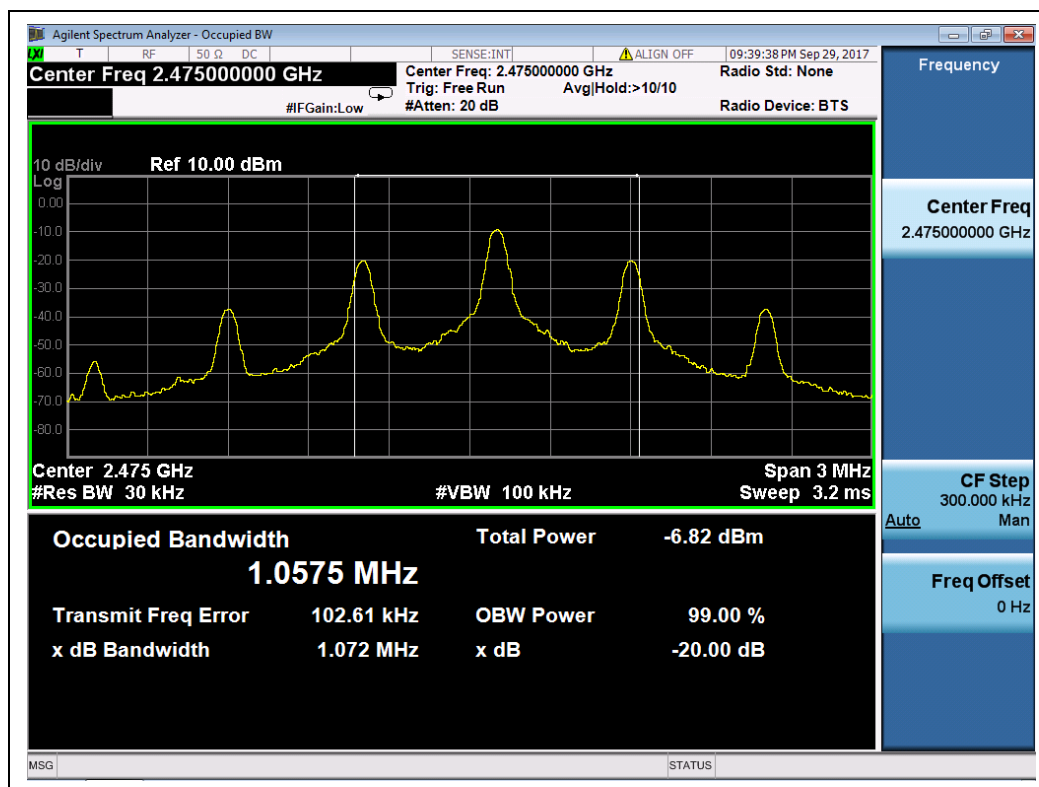 Agilent Spectrum Analyzer - Occupied BW
LXI T RF 50 Ω DC SENSE:INT ALIGN OFF 09:39:38 PM Sep 29, 2017
Center Freq 2.475000000 GHz
#IFGain:Low
Center Freq: 2.475000000 GHz
Trig: Free Run Avg|Hold:>10/10
#Atten: 20 dB
Radio Std: None
Radio Device: BTS
10 dB/div Ref 10.00 dBm
Log
0.00
-10.0
-20.0
-30.0
-40.0
-50.0
-60.0
-70.0
-80.0
Center 2.475 GHz Span 3 MHz
#Res BW 30 kHz #VBW 100 kHz Sweep 3.2 ms
Occupied Bandwidth Total Power -6.82 dBm
1.0575 MHz
Transmit Freq Error 102.61 kHz OBW Power 99.00 %
x dB Bandwidth 1.072 MHz x dB -20.00 dB
MSG STATUS
Frequency
Center Freq
2.475000000 GHz
CF Step
300.000 kHz
Auto Man
Freq Offset
0 Hz